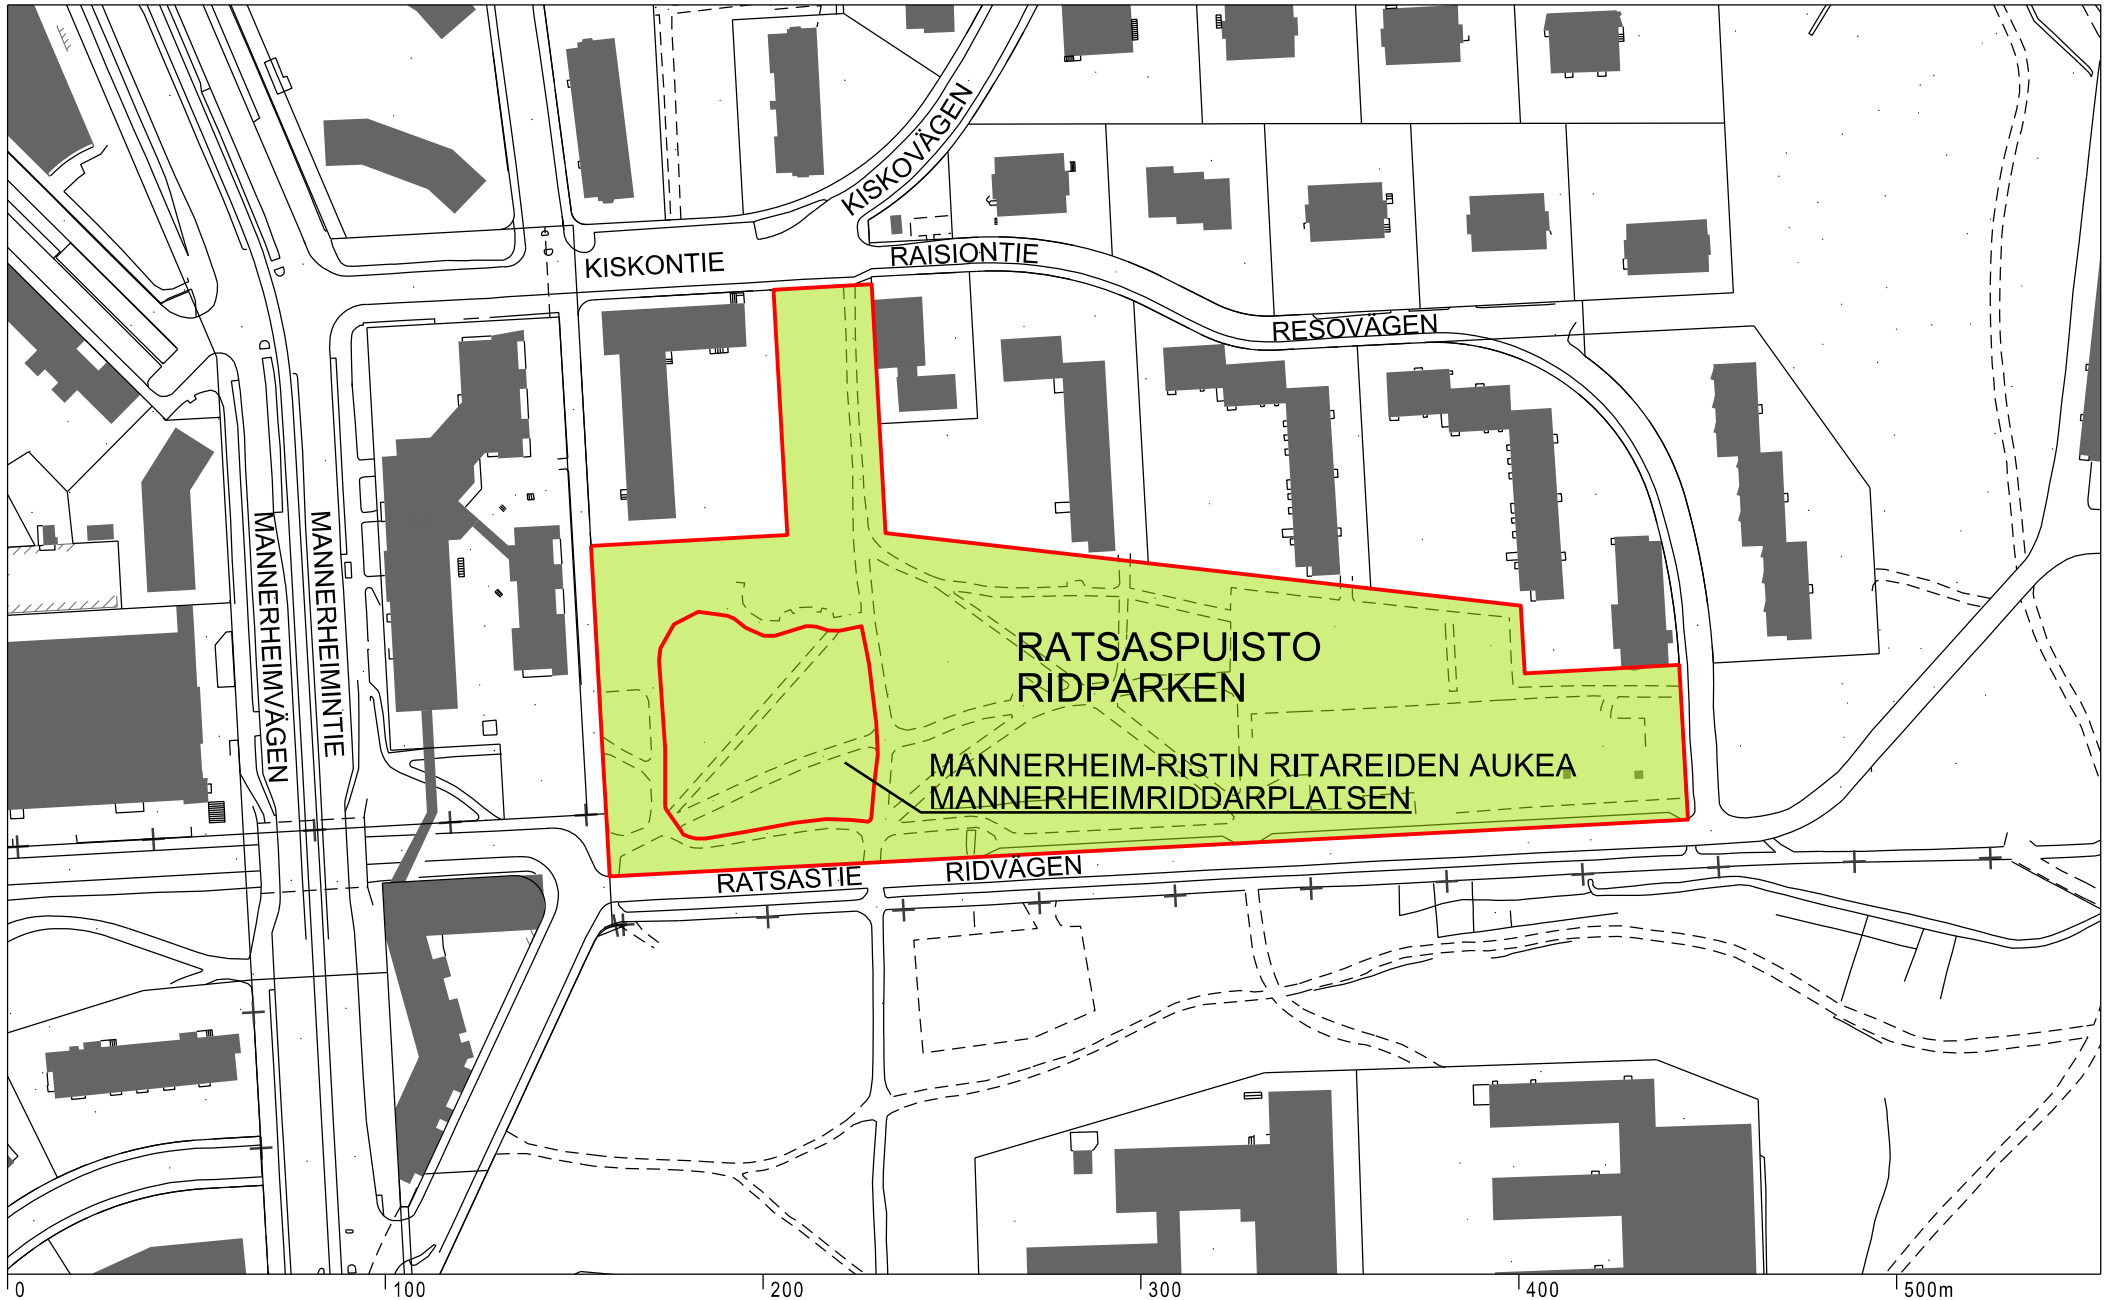 KISKOVÄGEN
KISKONTIE
RAISIONTIE
RESOVÄGEN
MANNERHEIMVÄGEN
MANNERHEIMINTIE
RATSASPUISTO
RIDPARKEN
MANNERHEIM-RISTIN RITAREIDEN AUKEA
MANNERHEIMRIDDARPLATSEN
RATSASTIE
RIDVÄGEN
0 100 200 300 400 500m